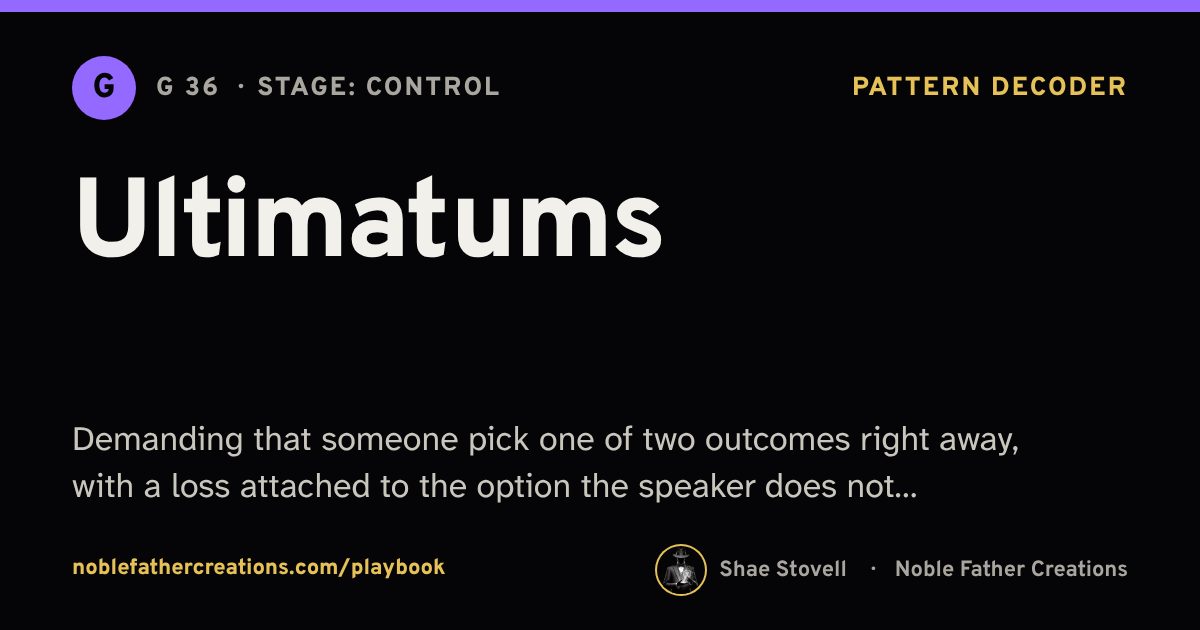 G
G 36 · STAGE: CONTROL
PATTERN DECODER
Ultimatums
Demanding that someone pick one of two outcomes right away,
with a loss attached to the option the speaker does not...
noblefathercreations.com/playbook
Shae Stovell · Noble Father Creations